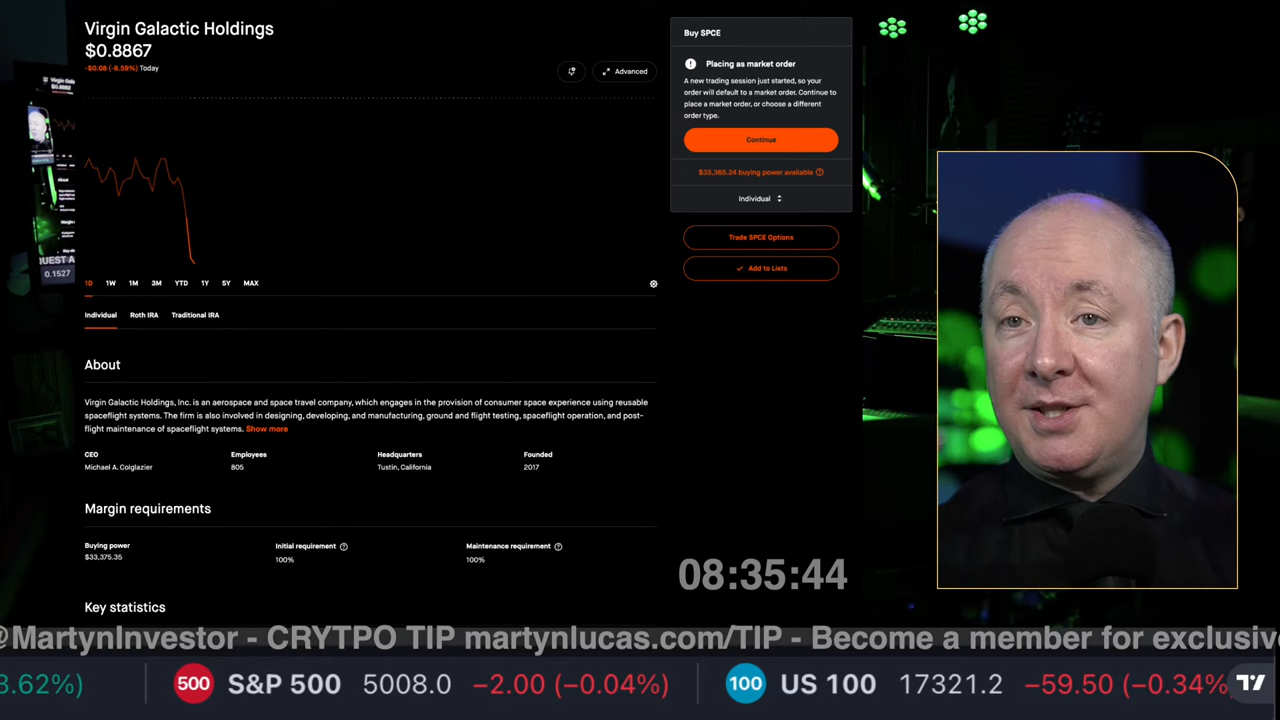 Virgin Galactic Holdings
$0.8867
-$0.08 (-8.59%) Today
Advanced
1D 1W 1M 3M YTD 1Y 5Y MAX
Individual Roth IRA Traditional IRA
About
Virgin Galactic Holdings, Inc. is an aerospace and space travel company, which engages in the provision of consumer space experience using reusable
spaceflight systems. The firm is also involved in designing, developing, and manufacturing, ground and flight testing, spaceflight operation, and post-
flight maintenance of spaceflight systems. Show more
CEO Employees Headquarters Founded
Michael A. Colglazier 805 Tustin, California 2017
Margin requirements
Buying power Initial requirement Maintenance requirement
$33,375.35 100% 100%
Key statistics
Buy SPCE
Placing as market order
A new trading session just started, so your
order will default to a market order. Continue
to place a market order, or choose a different
order type.
Continue
$33,365.24 buying power available
Individual
Trade SPCE Options
Add to Lists
QUEST A
0.1527
08:35:44
@MartynInvestor - CRYTPO TIP martynlucas.com/TIP - Become a member for exclusive
3.62%) 500 S&P 500 5008.0 −2.00 (−0.04%) 100 US 100 17321.2 −59.50 (−0.34%